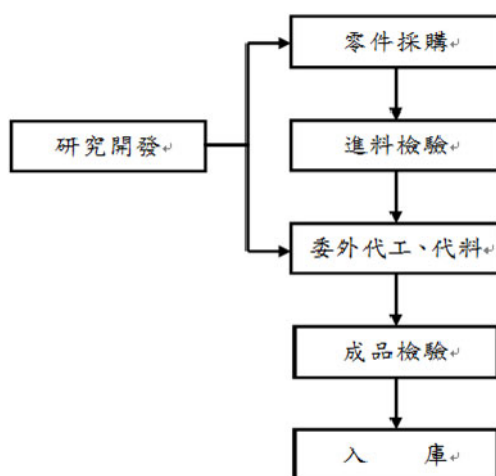 零件採購
研究開發
進料檢驗
委外代工、代料
成品檢驗
入　　庫